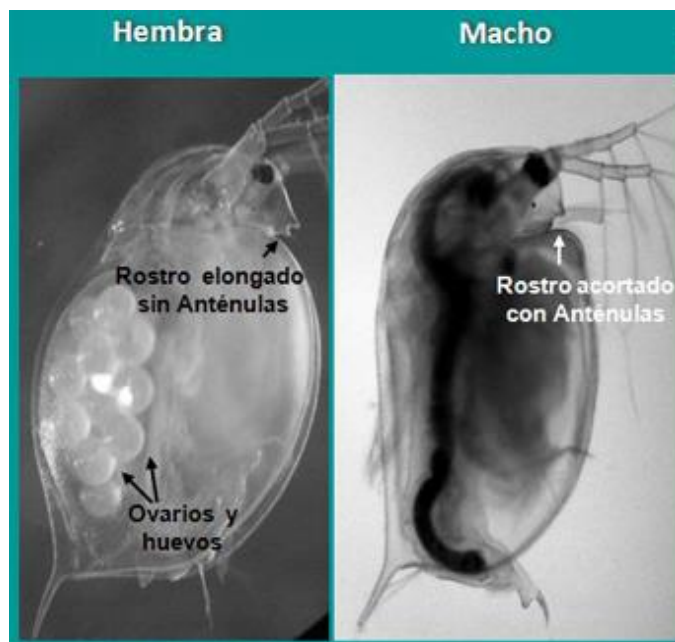 Hembra
Macho
Rostro elongado
sin Anténulas
Rostro acortado
con Anténulas
Ovarios y
huevos